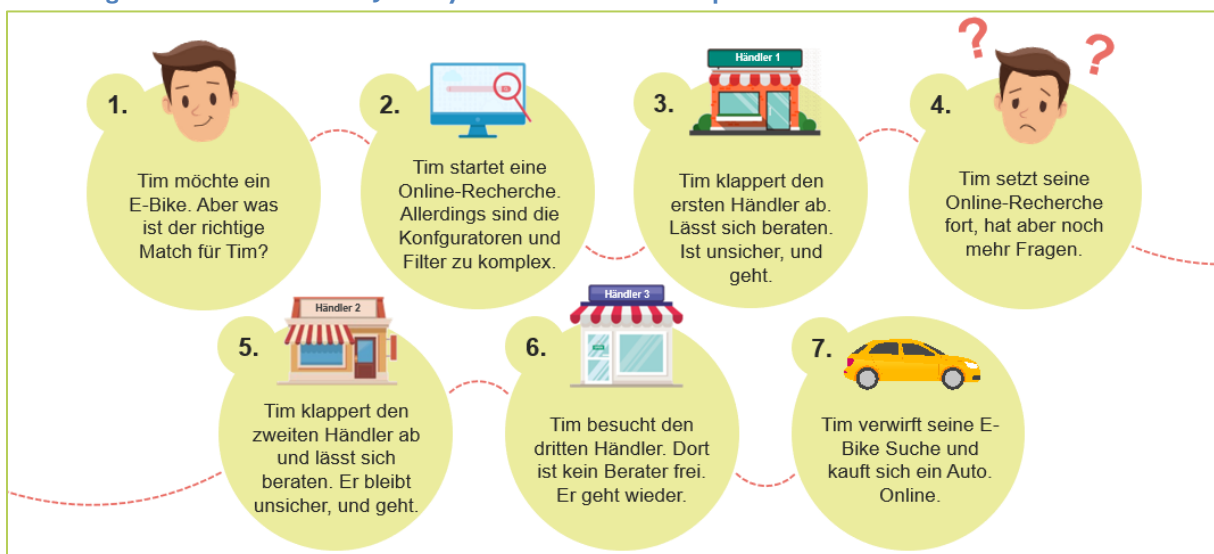 1.
Tim möchte ein
E-Bike. Aber was
ist der richtige
Match für Tim?
2.
Tim startet eine
Online-Recherche.
Allerdings sind die
Konfguratoren und
Filter zu komplex.
Händler 1
3.
Tim klappert den
ersten Händler ab.
Lässt sich beraten.
Ist unsicher, und
geht.
? ?
4.
Tim setzt seine
Online-Recherche
fort, hat aber noch
mehr Fragen.
Händler 2
5.
Tim klappert den
zweiten Händler ab
und lässt sich
beraten. Er bleibt
unsicher, und geht.
Händler 3
6.
Tim besucht den
dritten Händler. Dort
ist kein Berater frei.
Er geht wieder.
7.
Tim verwirft seine E-
Bike Suche und
kauft sich ein Auto.
Online.